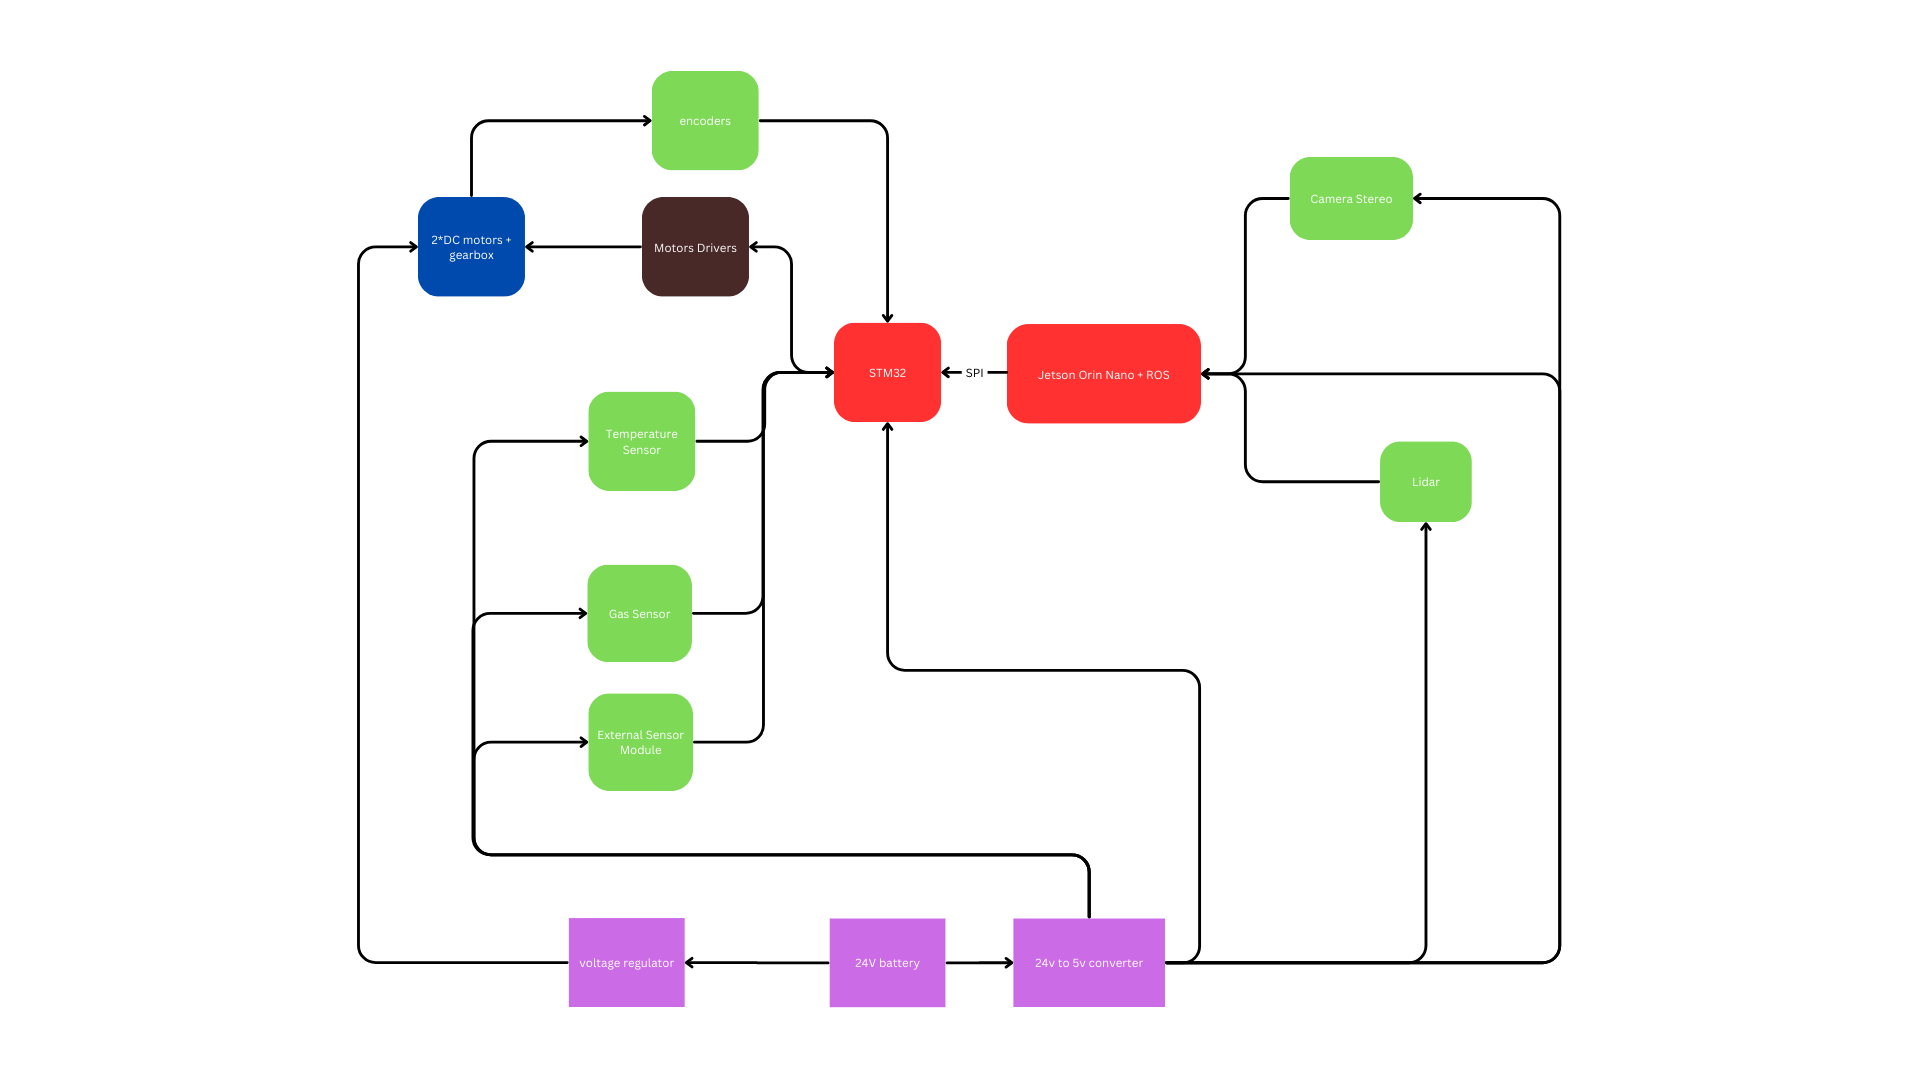 encoders
Camera Stereo
2*DC motors +
gearbox
Motors Drivers
STM32
SPI
Jetson Orin Nano + ROS
Temperature
Sensor
Lidar
Gas Sensor
External Sensor
Module
voltage regulator
24V battery
24v to 5v converter